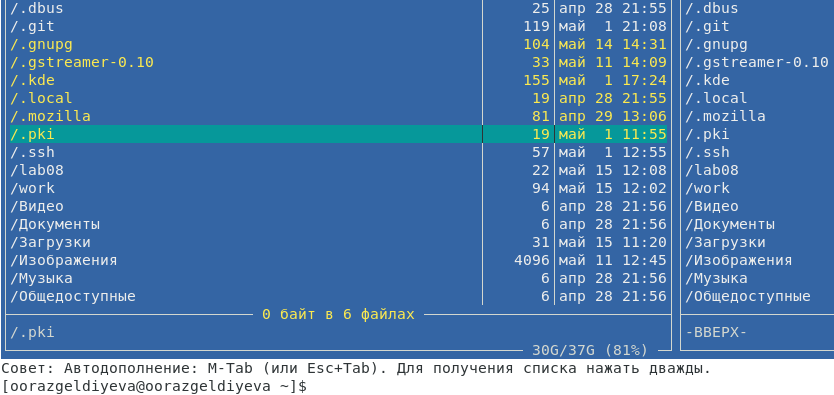 /.dbus 25 апр 28 21:55 /.dbus
/.git 119 май 1 21:08 /.git
/.gnupg 104 май 14 14:31 /.gnupg
/.gstreamer-0.10 33 май 11 14:09 /.gstreamer-0.10
/.kde 155 май 1 17:24 /.kde
/.local 19 апр 28 21:55 /.local
/.mozilla 81 апр 29 13:06 /.mozilla
/.pki 19 май 1 11:55 /.pki
/.ssh 57 май 1 12:55 /.ssh
/lab08 22 май 15 12:08 /lab08
/work 94 май 15 12:02 /work
/Видео 6 апр 28 21:56 /Видео
/Документы 6 апр 28 21:56 /Документы
/Загрузки 31 май 15 11:20 /Загрузки
/Изображения 4096 май 11 12:45 /Изображения
/Музыка 6 апр 28 21:56 /Музыка
/Общедоступные 6 апр 28 21:56 /Общедоступные
0 байт в 6 файлах
/.pki -ВВЕРХ-
30G/37G (81%)
Совет: Автодополнение: M-Tab (или Esc+Tab). Для получения списка нажать дважды.
[oorazgeldiyeva@oorazgeldiyeva ~]$